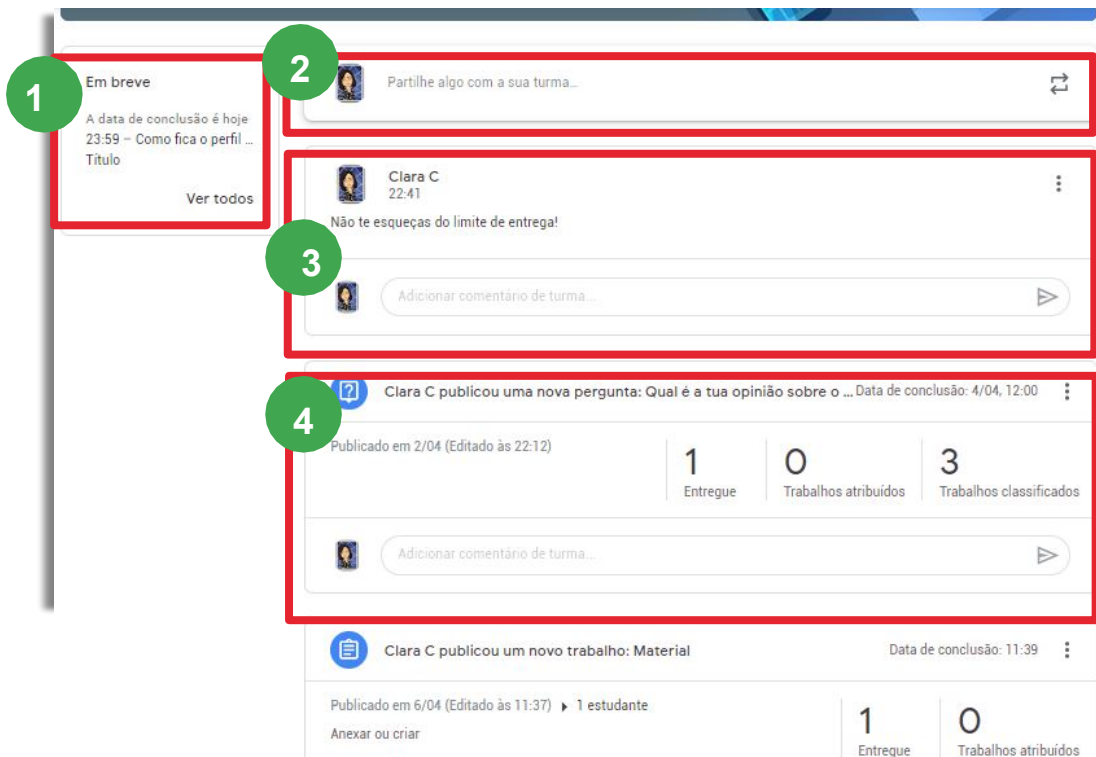 1
Em breve
A data de conclusão é hoje
23:59 – Como fica o perfil ...
Título
Ver todos
2
Partilhe algo com a sua turma...
3
Clara C
22:41
Não te esqueças do limite de entrega!
Adicionar comentário de turma...
4
Clara C publicou uma nova pergunta: Qual é a tua opinião sobre o ... Data de conclusão: 4/04, 12:00
Publicado em 2/04 (Editado às 22:12)
1 0 3
Entregue Trabalhos atribuídos Trabalhos classificados
Adicionar comentário de turma...
Clara C publicou um novo trabalho: Material Data de conclusão: 11:39
Publicado em 6/04 (Editado às 11:37) 1 estudante
Anexar ou criar
1 0
Entregue Trabalhos atribuídos